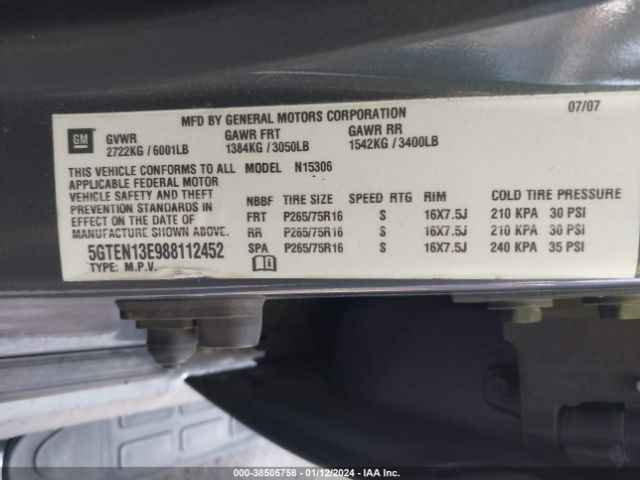 MFD BY GENERAL MOTORS CORPORATION 07/07
GM GVWR GAWR FRT GAWR RR
2722KG / 6001LB 1384KG / 3050LB 1542KG / 3400LB
THIS VEHICLE CONFORMS TO ALL MODEL N15306
APPLICABLE FEDERAL MOTOR
VEHICLE SAFETY AND THEFT
PREVENTION STANDARDS IN
EFFECT ON THE DATE OF
MANUFACTURE SHOWN ABOVE.
5GTEN13E988112452
TYPE: M.P.V.
NBBF TIRE SIZE SPEED RTG RIM COLD TIRE PRESSURE
FRT P265/75R16 S 16X7.5J 210 KPA 30 PSI
RR P265/75R16 S 16X7.5J 210 KPA 30 PSI
SPA P265/75R16 S 16X7.5J 240 KPA 35 PSI
000-38505758 - 01/12/2024 - IAA Inc.